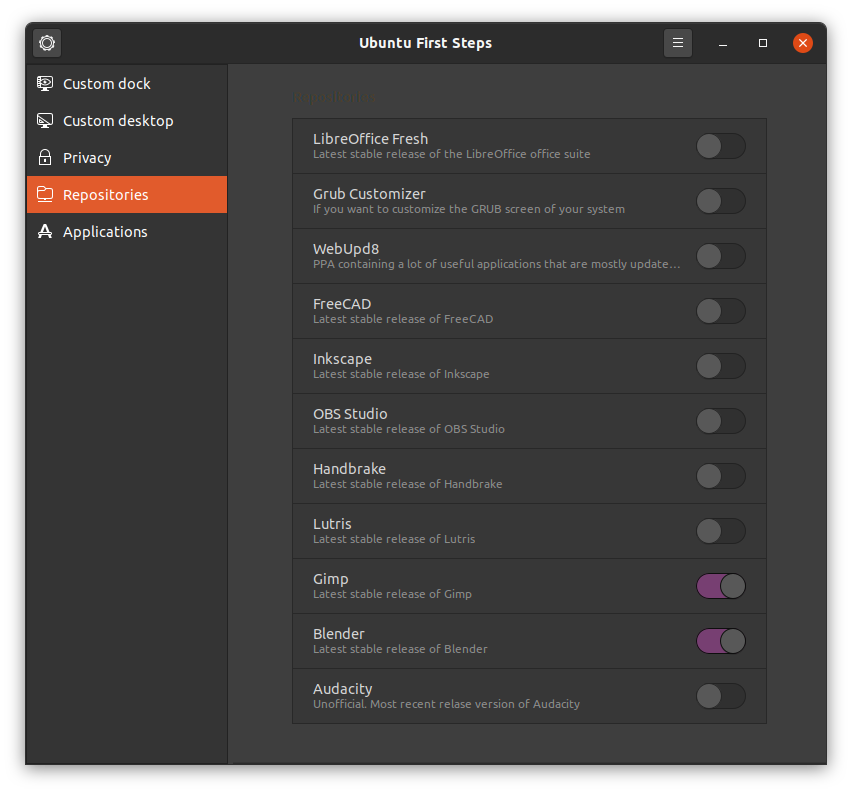 Ubuntu First Steps
Custom dock
Custom desktop
Privacy
Repositories
Applications
LibreOffice Fresh
Latest stable release of the LibreOffice office suite
Grub Customizer
If you want to customize the GRUB screen of your system
WebUpd8
PPA containing a lot of useful applications that are mostly update...
FreeCAD
Latest stable release of FreeCAD
Inkscape
Latest stable release of Inkscape
OBS Studio
Latest stable release of OBS Studio
Handbrake
Latest stable release of Handbrake
Lutris
Latest stable release of Lutris
Gimp
Latest stable release of Gimp
Blender
Latest stable release of Blender
Audacity
Unofficial. Most recent relase version of Audacity